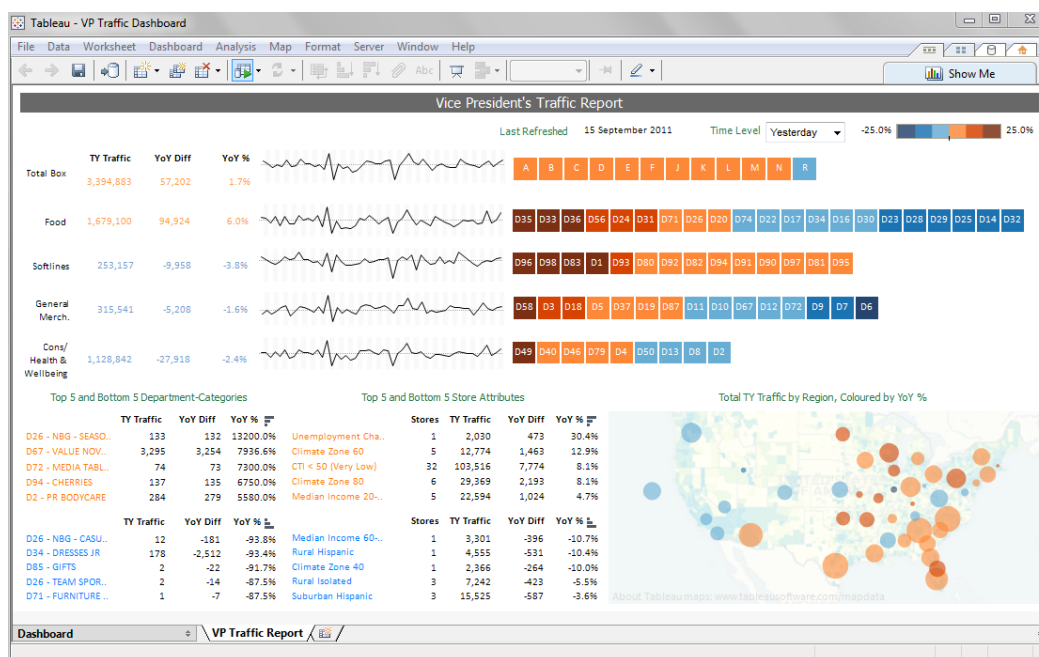 Tableau - VP Traffic Dashboard
File Data Worksheet Dashboard Analysis Map Format Server Window Help
Abc
Show Me
Vice President's Traffic Report
Last Refreshed 15 September 2011 Time Level Yesterday -25.0% 25.0%
TY Traffic YoY Diff YoY %
Total Box 3,394,883 57,202 1.7% A B C D E F J K L M N R
Food 1,679,100 94,924 6.0% D35 D33 D36 D56 D24 D31 D71 D26 D20 D74 D22 D17 D34 D16 D30 D23 D28 D29 D25 D14 D32
Softlines 253,157 -9,958 -3.8% D96 D98 D83 D1 D93 D80 D92 D82 D94 D91 D90 D97 D81 D95
General
Merch. 315,541 -5,208 -1.6% D58 D3 D18 D5 D37 D19 D87 D11 D10 D67 D12 D72 D9 D7 D6
Cons/
Health &
Wellbeing 1,128,842 -27,918 -2.4% D49 D40 D46 D79 D4 D50 D13 D8 D2
Top 5 and Bottom 5 Department-Categories Top 5 and Bottom 5 Store Attributes Total TY Traffic by Region, Coloured by YoY %
TY Traffic YoY Diff YoY % Stores TY Traffic YoY Diff YoY %
D26 - NBG - SEASO.. 133 132 13200.0% Unemployment Cha.. 1 2,030 473 30.4%
D67 - VALUE NOV.. 3,295 3,254 7936.6% Climate Zone 60 5 12,774 1,463 12.9%
D72 - MEDIA TABL.. 74 73 7300.0% CTI < 50 (Very Low) 32 103,516 7,774 8.1%
D94 - CHERRIES 137 135 6750.0% Climate Zone 80 6 29,369 2,193 8.1%
D2 - PR BODYCARE 284 279 5580.0% Median Income 20-.. 5 22,594 1,024 4.7%
TY Traffic YoY Diff YoY % Stores TY Traffic YoY Diff YoY %
D26 - NBG - CASU.. 12 -181 -93.8% Median Income 60-.. 1 3,301 -396 -10.7%
D34 - DRESSES JR 178 -2,512 -93.4% Rural Hispanic 1 4,555 -531 -10.4%
D85 - GIFTS 2 -22 -91.7% Climate Zone 40 1 2,366 -264 -10.0%
D26 - TEAM SPOR.. 2 -14 -87.5% Rural Isolated 3 7,242 -423 -5.5%
D71 - FURNITURE .. 1 -7 -87.5% Suburban Hispanic 3 15,525 -587 -3.6%
About Tableau maps: www.tableausoftware.com/mapdata
Dashboard VP Traffic Report